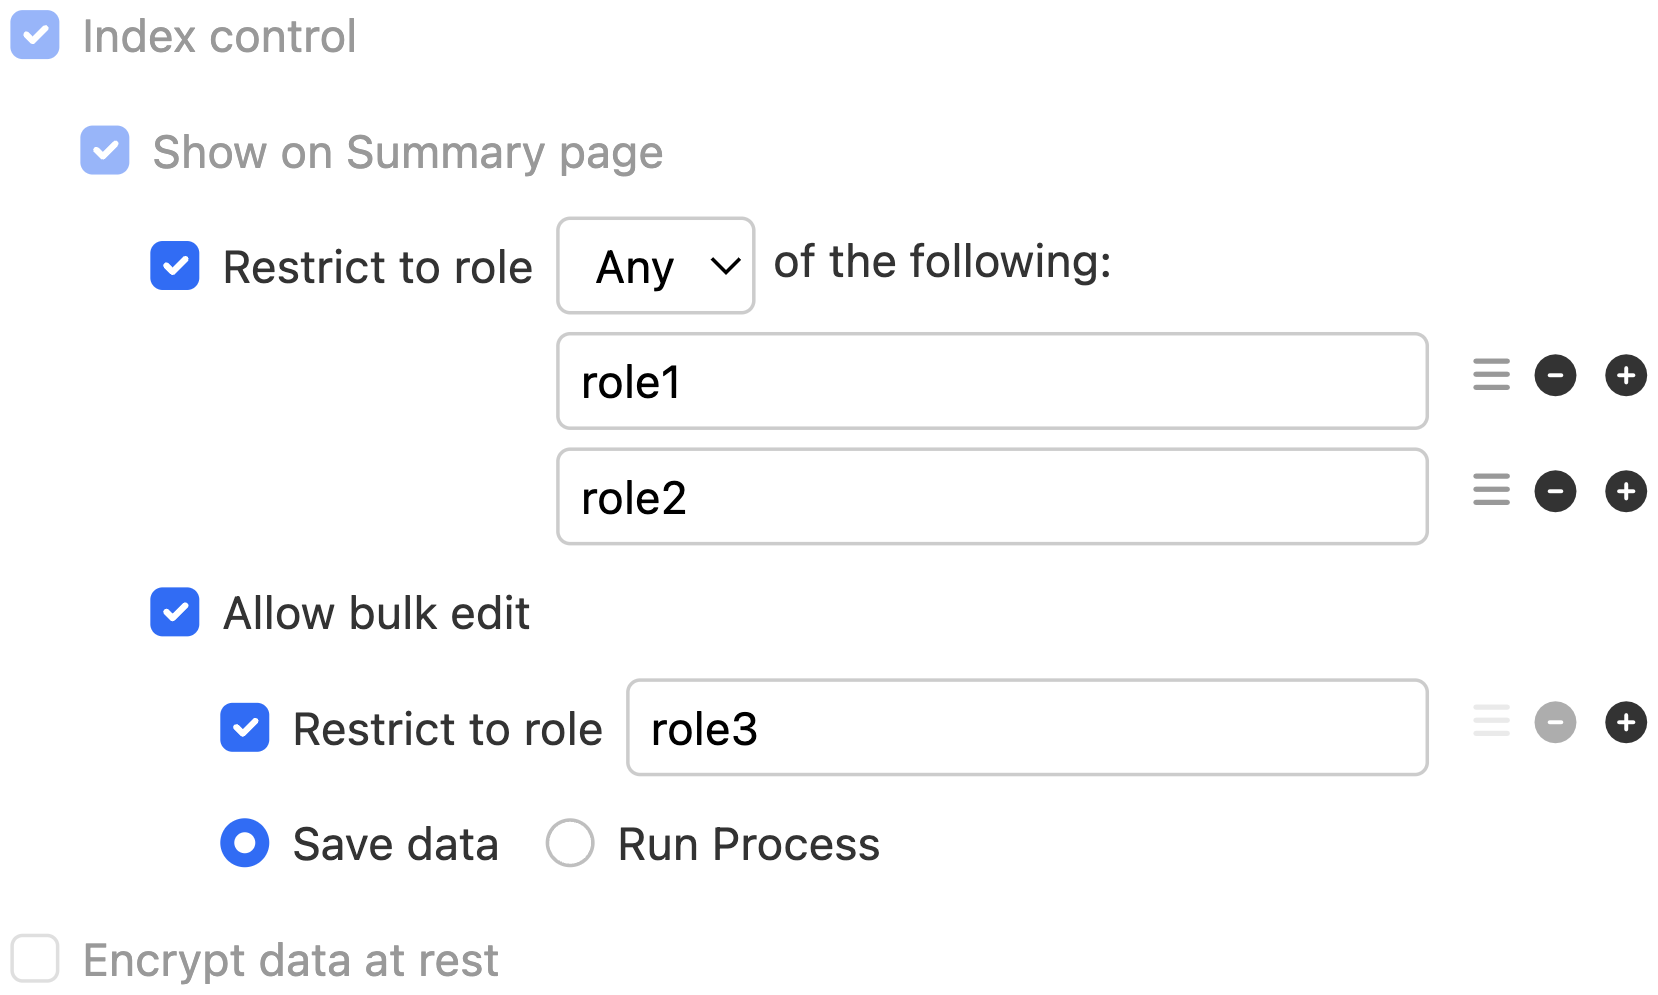 Index control
Show on Summary page
Restrict to role Any of the following:
role1
role2
Allow bulk edit
Restrict to role role3
Save data Run Process
Encrypt data at rest